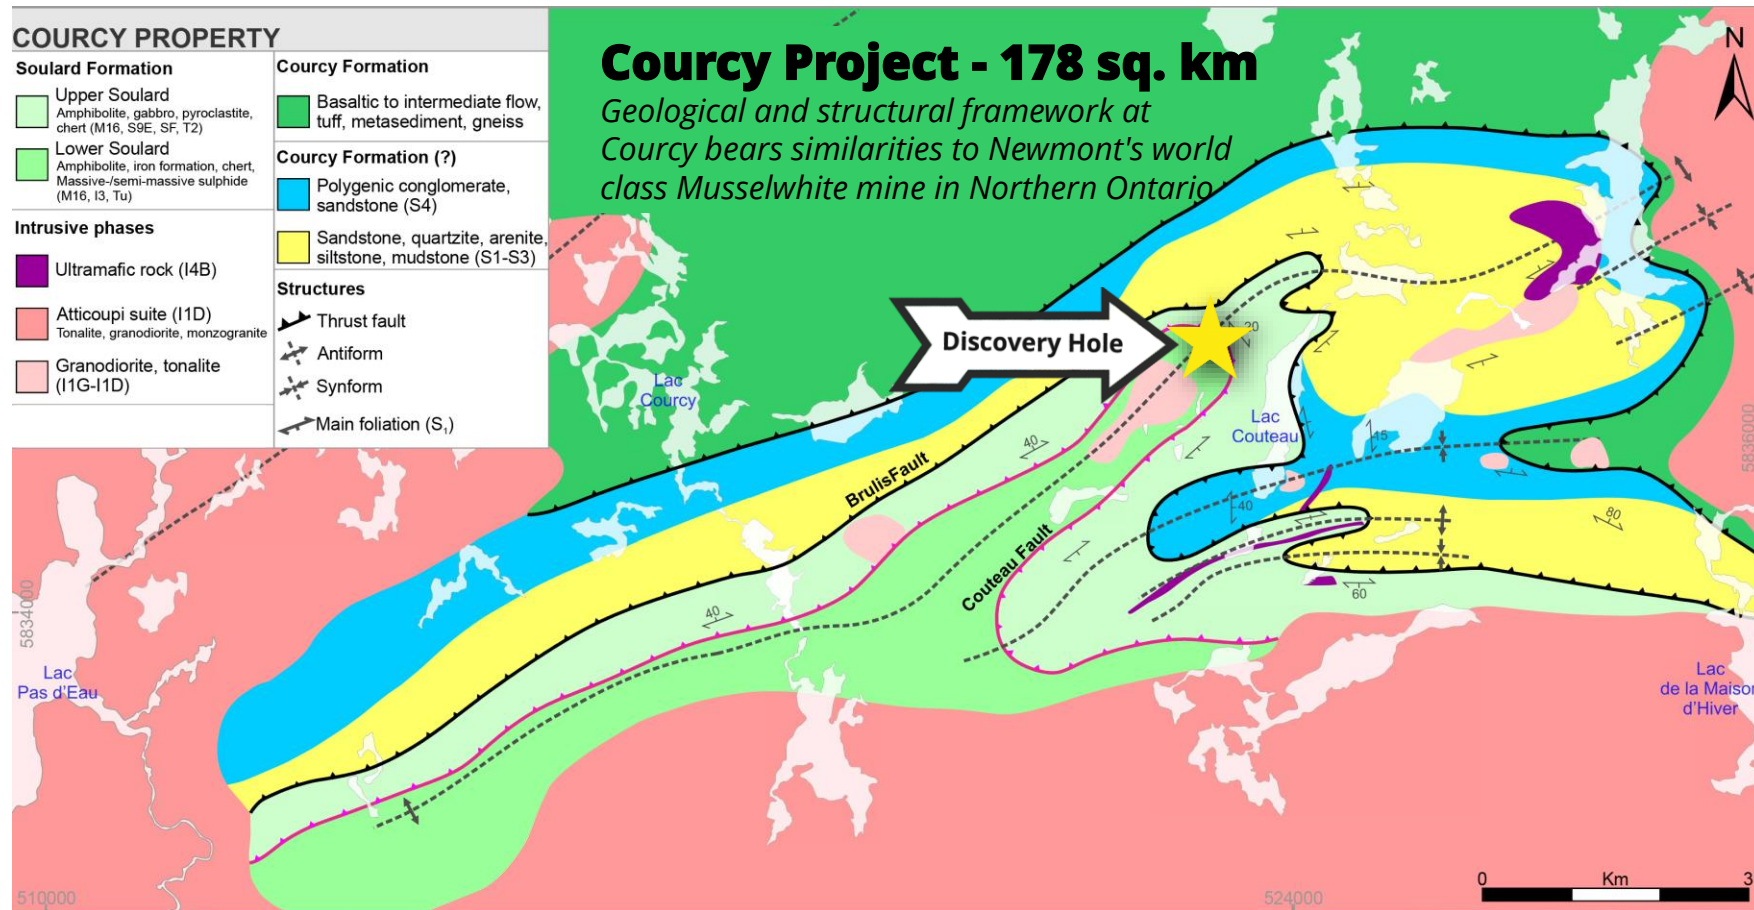 COURCY PROPERTY
Soulard Formation
Upper Soulard
Amphibolite, gabbro, pyroclastite,
chert (M16, S9E, SF, T2)
Lower Soulard
Amphibolite, iron formation, chert,
Massive-/semi-massive sulphide
(M16, I3, Tu)
Intrusive phases
Ultramafic rock (I4B)
Atticoupi suite (I1D)
Tonalite, granodiorite, monzogranite
Granodiorite, tonalite
(I1G-I1D)
Courcy Formation
Basaltic to intermediate flow,
tuff, metasediment, gneiss
Courcy Formation (?)
Polygenic conglomerate,
sandstone (S4)
Sandstone, quartzite, arenite,
siltstone, mudstone (S1-S3)
Structures
Thrust fault
Antiform
Synform
Main foliation (S1)
Courcy Project - 178 sq. km
Geological and structural framework at
Courcy bears similarities to Newmont's world
class Musselwhite mine in Northern Ontario
N
Discovery Hole
20
Lac
Courcy
Lac
Couteau
45
40
BrulisFault
40
80
Couteau Fault
60
40
5836000
5834000
Lac
Pas d'Eau
Lac
de la Maison
d'Hiver
510000
524000
0 Km 3